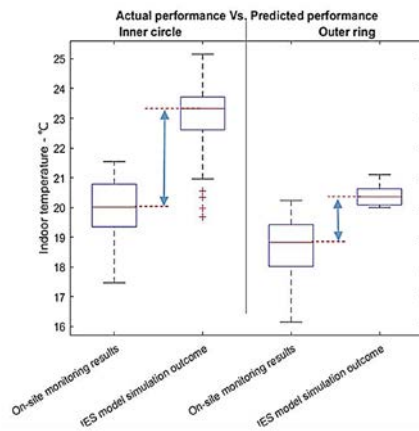 Actual performance Vs. Predicted performance
Inner circle
Outer ring
Indoor temperature - °C
25
24
23
22
21
20
19
18
17
16
On-site monitoring results
IES model simulation outcome
On-site monitoring results
IES model simulation outcome